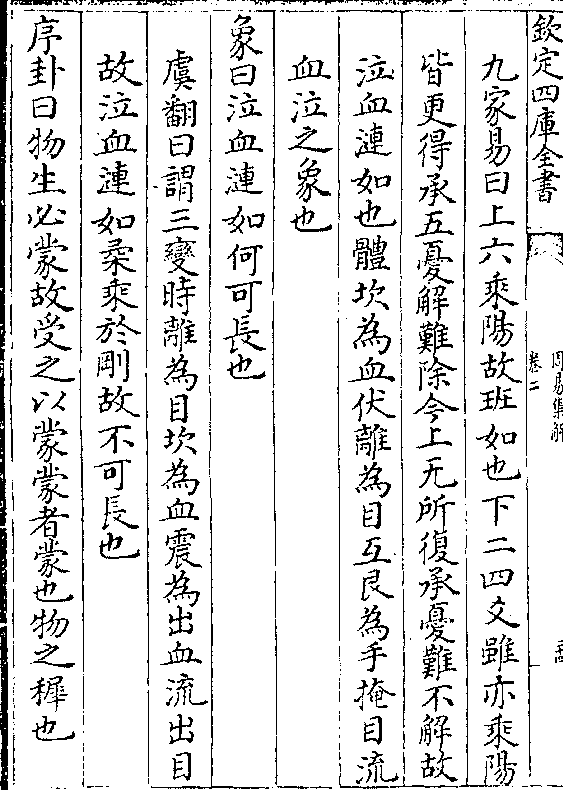 欽定四庫全書
周易集解
卷二
九家易曰上六乘陽故班如也下二四爻雖亦乘陽
皆更得承五憂解難除今上无所復承憂難不解故
泣血漣如也體坎為血伏離為目互艮為手掩目流
血泣之象也
象曰泣血漣如何可長也
虞翻曰謂三變時離為目坎為血震為出血流出目
故泣血漣如柔乘於剛故不可長也
序卦曰物生必蒙故受之以蒙蒙者蒙也物之穉也